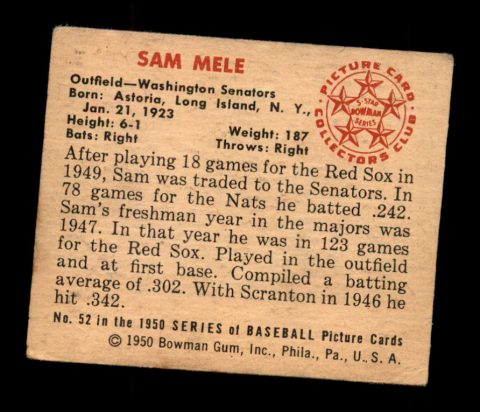 SAM MELE
Outfield—Washington Senators
Born: Astoria, Long Island, N. Y.,
Jan. 21, 1923
Height: 6-1 Weight: 187
Bats: Right Throws: Right
PICTURE CARD
COLLECTORS CLUB
5-STAR
BOWMAN
SERIES
After playing 18 games for the Red Sox in
1949, Sam was traded to the Senators. In
78 games for the Nats he batted .242.
Sam's freshman year in the majors was
1947. In that year he was in 123 games
for the Red Sox. Played in the outfield
and at first base. Compiled a batting
average of .302. With Scranton in 1946 he
hit .342.
No. 52 in the 1950 SERIES of BASEBALL Picture Cards
© 1950 Bowman Gum, Inc., Phila., Pa., U.S.A.